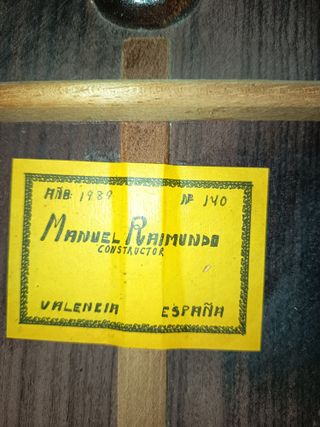 AÑO 1989 Nº 140
MANUEL RAIMUNDO
CONSTRUCTOR
VALENCIA ESPAÑA